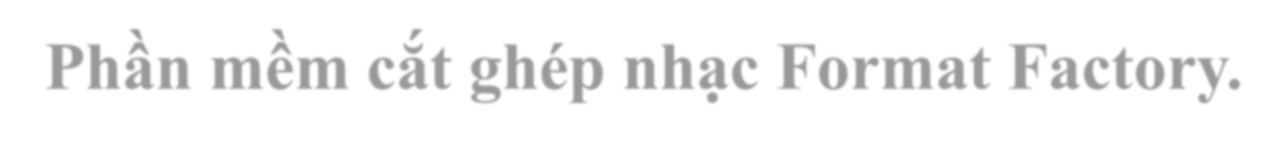 Phần mềm cắt ghép nhạc Format Factory.